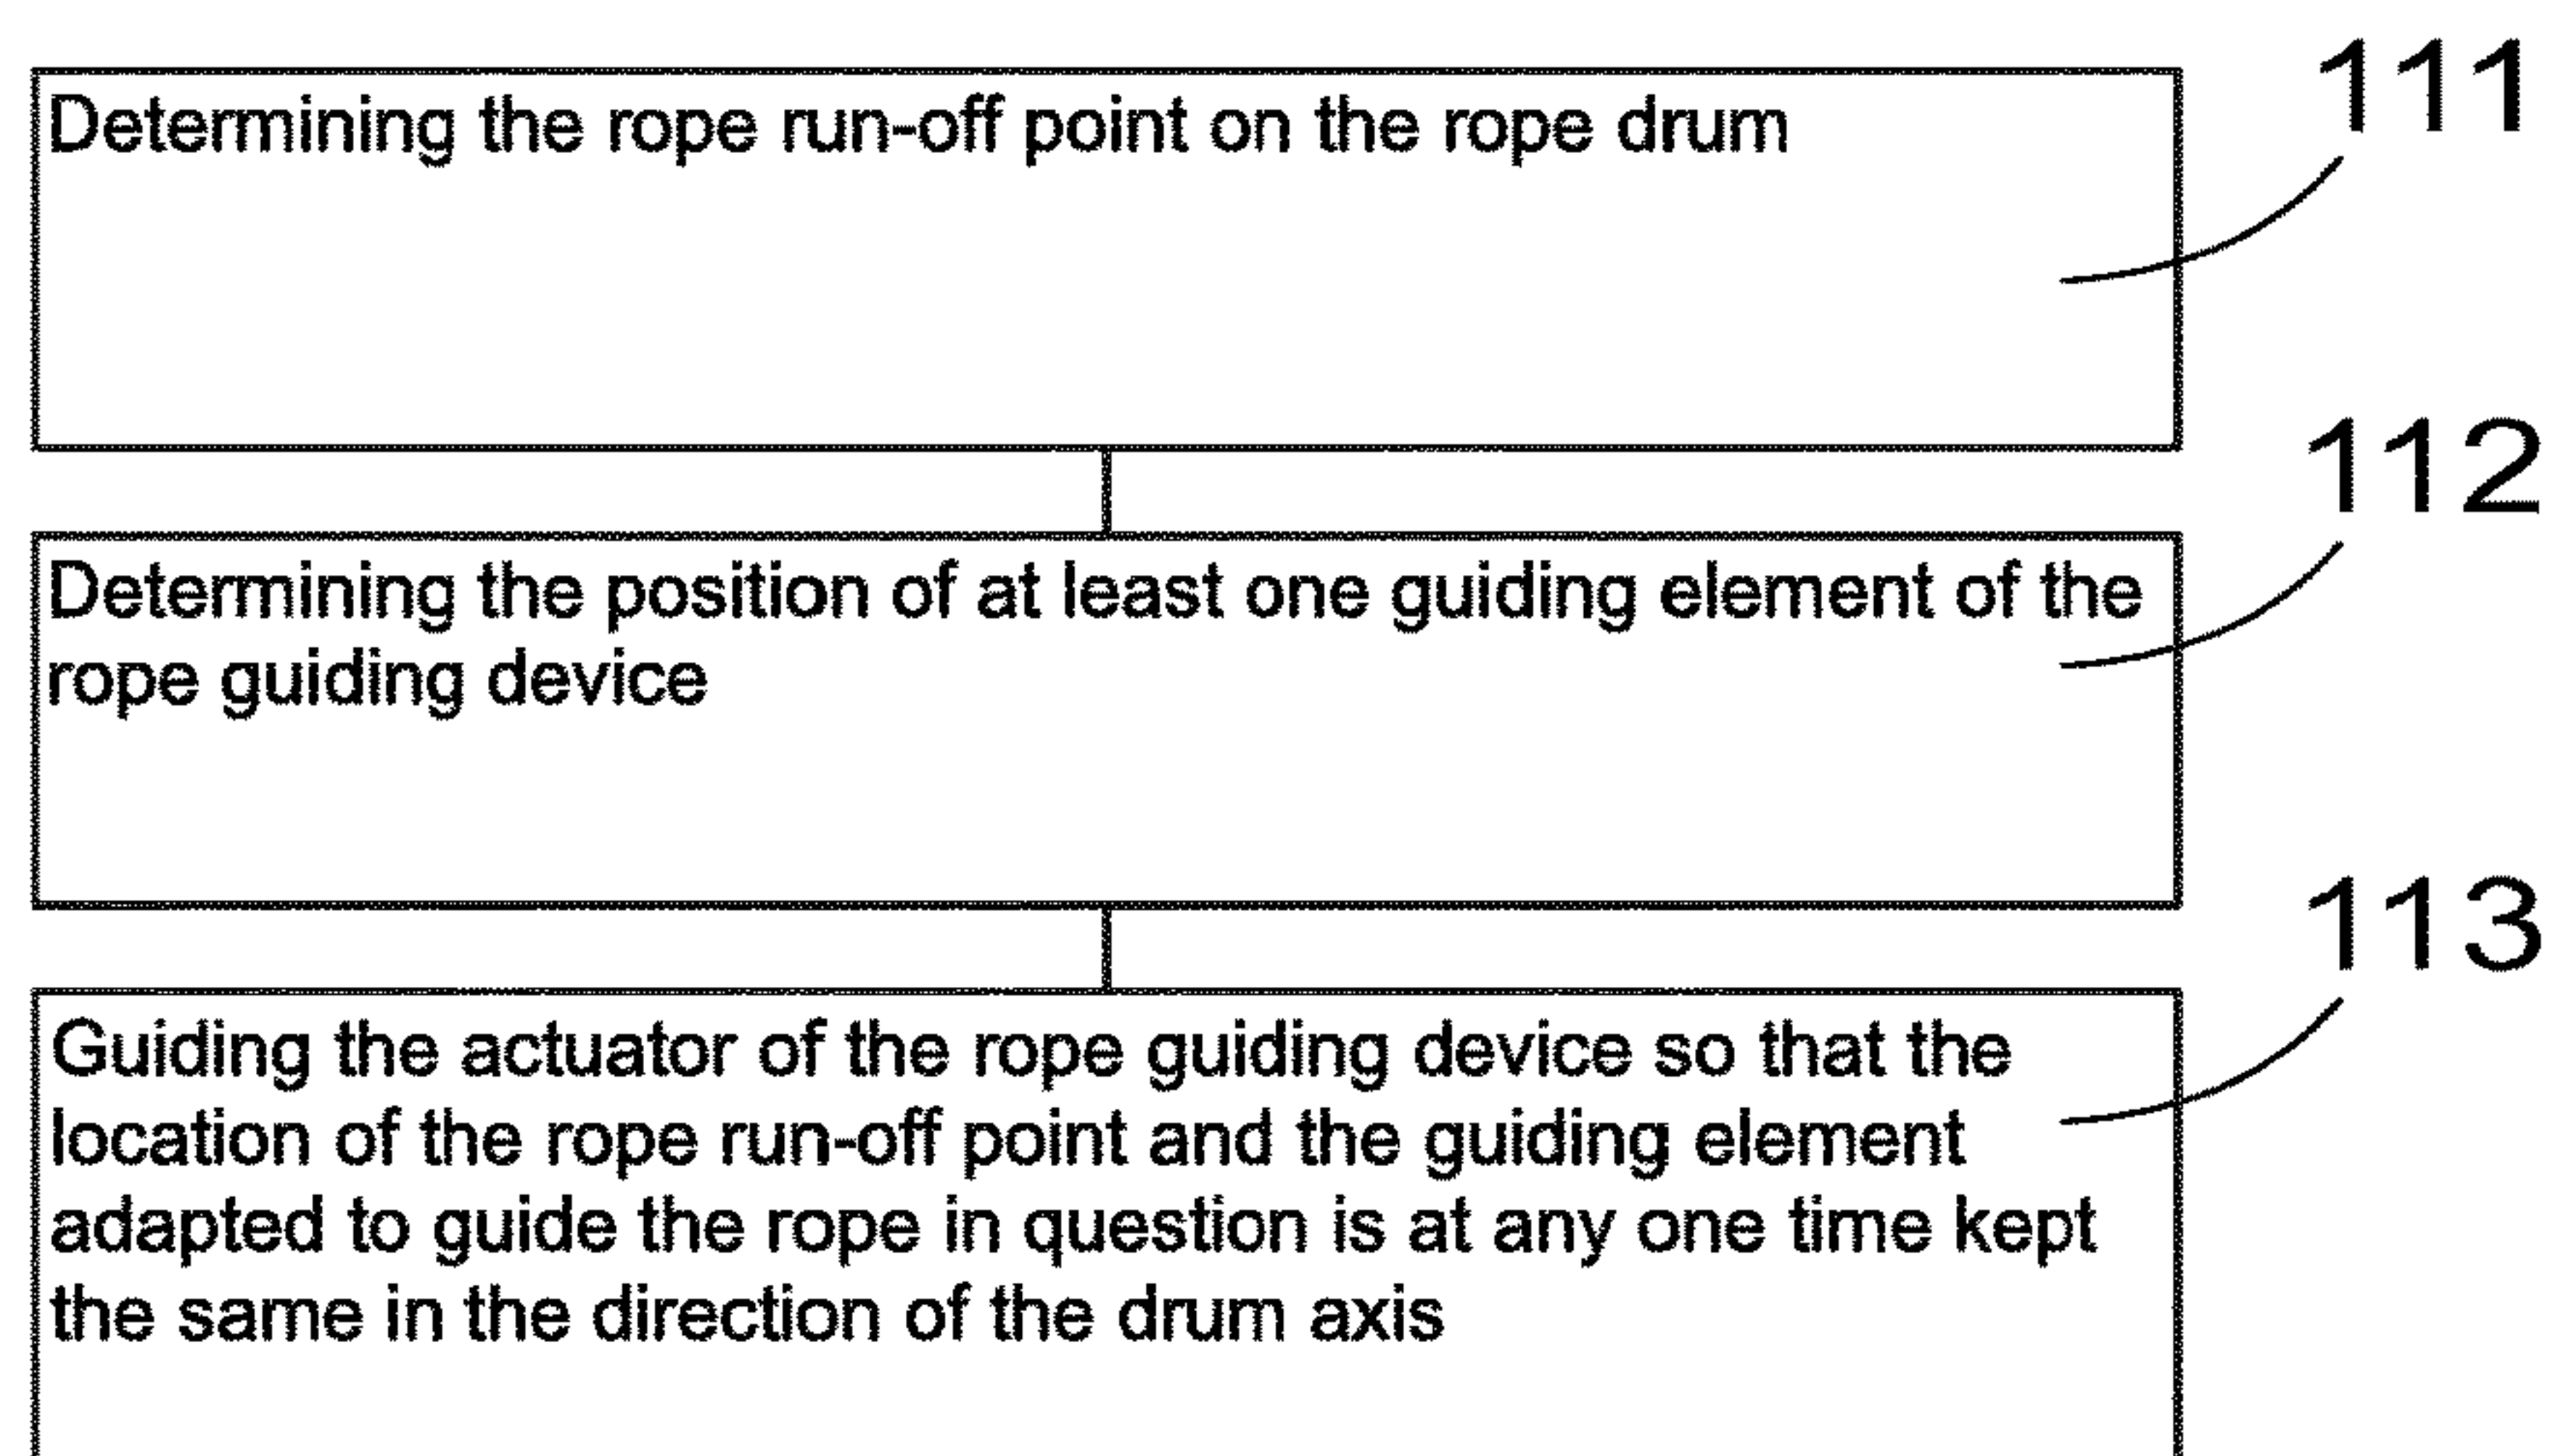 111
Determining the rope run-off point on the rope drum
112
Determining the position of at least one guiding element of the
rope guiding device
113
Guiding the actuator of the rope guiding device so that the
location of the rope run-off point and the guiding element
adapted to guide the rope in question is at any one time kept
the same in the direction of the drum axis